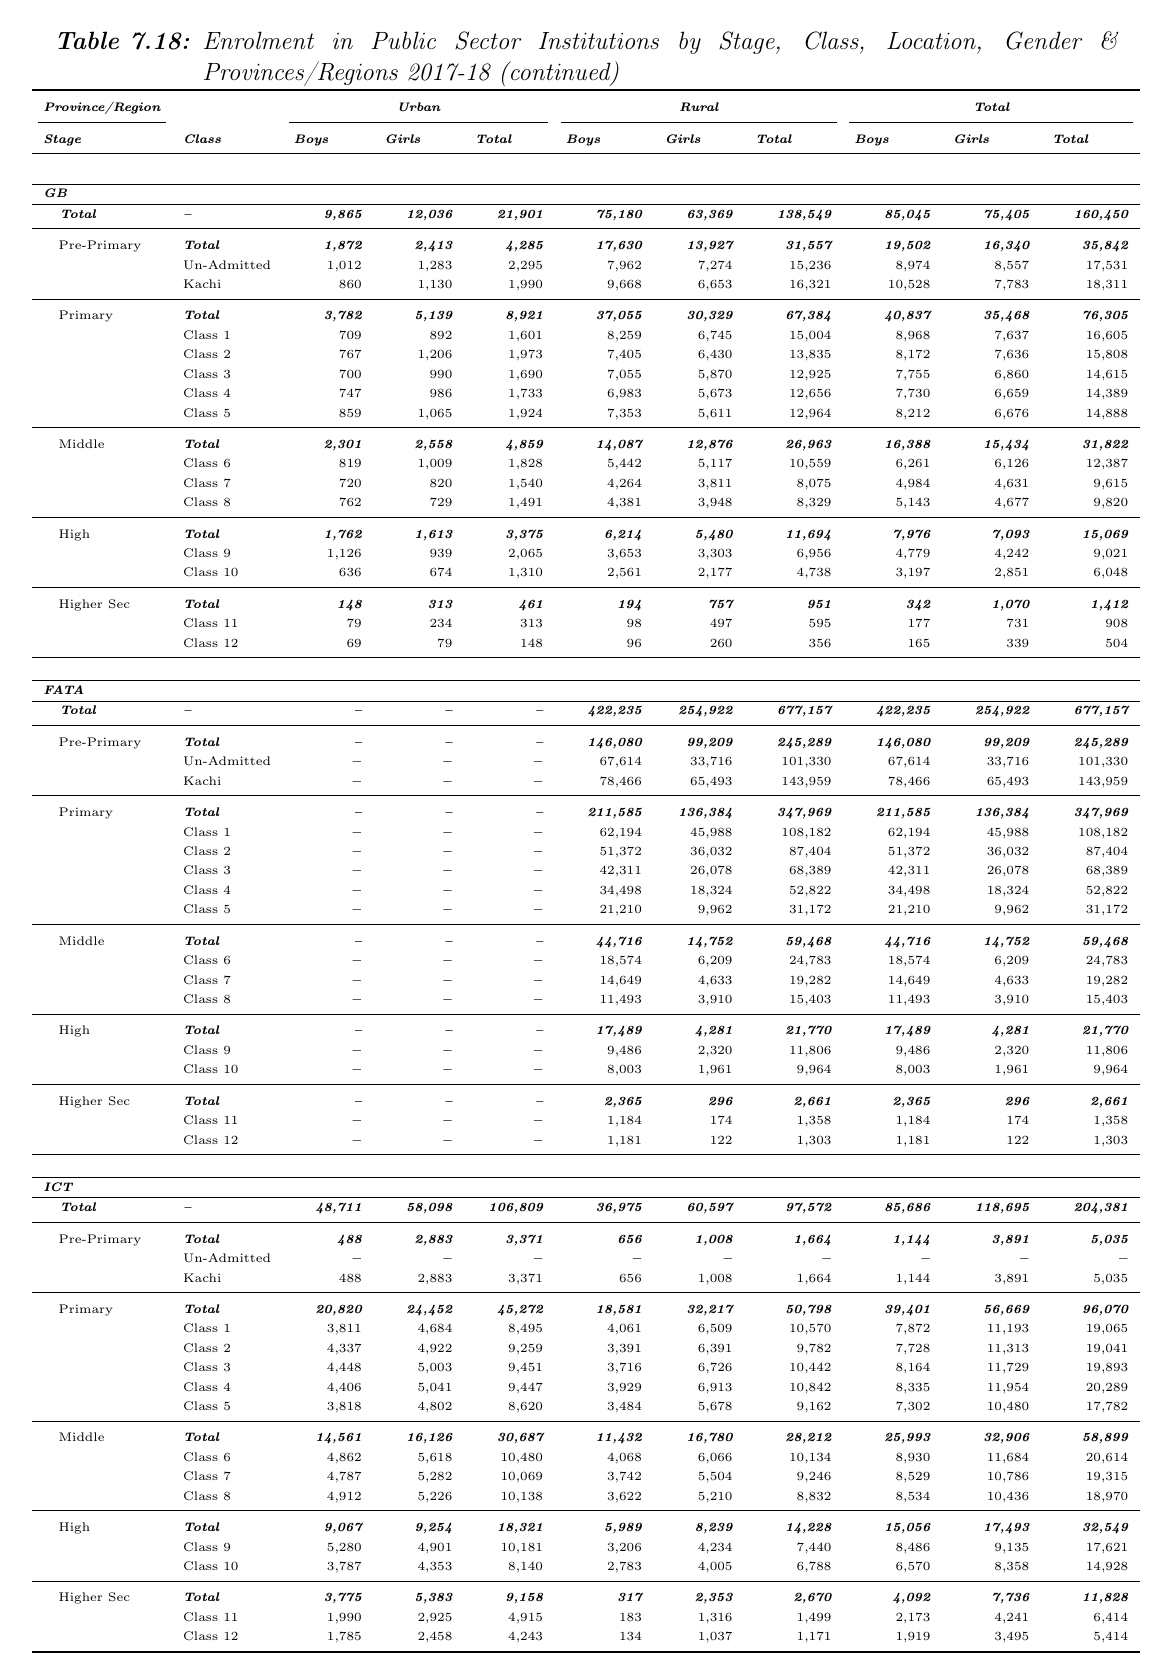 Table 7.18: Enrolment in Public Sector Institutions by Stage, Class, Location, Gender &
Provinces/Regions 2017-18 (continued)
Province/Region Urban Rural Total
Stage Class Boys Girls Total Boys Girls Total Boys Girls Total
GB
Total – 9,865 12,036 21,901 75,180 63,369 138,549 85,045 75,405 160,450
Pre-Primary Total 1,872 2,413 4,285 17,630 13,927 31,557 19,502 16,340 35,842
Un-Admitted 1,012 1,283 2,295 7,962 7,274 15,236 8,974 8,557 17,531
Kachi 860 1,130 1,990 9,668 6,653 16,321 10,528 7,783 18,311
Primary Total 3,782 5,139 8,921 37,055 30,329 67,384 40,837 35,468 76,305
Class 1 709 892 1,601 8,259 6,745 15,004 8,968 7,637 16,605
Class 2 767 1,206 1,973 7,405 6,430 13,835 8,172 7,636 15,808
Class 3 700 990 1,690 7,055 5,870 12,925 7,755 6,860 14,615
Class 4 747 986 1,733 6,983 5,673 12,656 7,730 6,659 14,389
Class 5 859 1,065 1,924 7,353 5,611 12,964 8,212 6,676 14,888
Middle Total 2,301 2,558 4,859 14,087 12,876 26,963 16,388 15,434 31,822
Class 6 819 1,009 1,828 5,442 5,117 10,559 6,261 6,126 12,387
Class 7 720 820 1,540 4,264 3,811 8,075 4,984 4,631 9,615
Class 8 762 729 1,491 4,381 3,948 8,329 5,143 4,677 9,820
High Total 1,762 1,613 3,375 6,214 5,480 11,694 7,976 7,093 15,069
Class 9 1,126 939 2,065 3,653 3,303 6,956 4,779 4,242 9,021
Class 10 636 674 1,310 2,561 2,177 4,738 3,197 2,851 6,048
Higher Sec Total 148 313 461 194 757 951 342 1,070 1,412
Class 11 79 234 313 98 497 595 177 731 908
Class 12 69 79 148 96 260 356 165 339 504
FATA
Total – – – – 422,235 254,922 677,157 422,235 254,922 677,157
Pre-Primary Total – – – 146,080 99,209 245,289 146,080 99,209 245,289
Un-Admitted – – – 67,614 33,716 101,330 67,614 33,716 101,330
Kachi – – – 78,466 65,493 143,959 78,466 65,493 143,959
Primary Total – – – 211,585 136,384 347,969 211,585 136,384 347,969
Class 1 – – – 62,194 45,988 108,182 62,194 45,988 108,182
Class 2 – – – 51,372 36,032 87,404 51,372 36,032 87,404
Class 3 – – – 42,311 26,078 68,389 42,311 26,078 68,389
Class 4 – – – 34,498 18,324 52,822 34,498 18,324 52,822
Class 5 – – – 21,210 9,962 31,172 21,210 9,962 31,172
Middle Total – – – 44,716 14,752 59,468 44,716 14,752 59,468
Class 6 – – – 18,574 6,209 24,783 18,574 6,209 24,783
Class 7 – – – 14,649 4,633 19,282 14,649 4,633 19,282
Class 8 – – – 11,493 3,910 15,403 11,493 3,910 15,403
High Total – – – 17,489 4,281 21,770 17,489 4,281 21,770
Class 9 – – – 9,486 2,320 11,806 9,486 2,320 11,806
Class 10 – – – 8,003 1,961 9,964 8,003 1,961 9,964
Higher Sec Total – – – 2,365 296 2,661 2,365 296 2,661
Class 11 – – – 1,184 174 1,358 1,184 174 1,358
Class 12 – – – 1,181 122 1,303 1,181 122 1,303
ICT
Total – 48,711 58,098 106,809 36,975 60,597 97,572 85,686 118,695 204,381
Pre-Primary Total 488 2,883 3,371 656 1,008 1,664 1,144 3,891 5,035
Un-Admitted – – – – – – – – –
Kachi 488 2,883 3,371 656 1,008 1,664 1,144 3,891 5,035
Primary Total 20,820 24,452 45,272 18,581 32,217 50,798 39,401 56,669 96,070
Class 1 3,811 4,684 8,495 4,061 6,509 10,570 7,872 11,193 19,065
Class 2 4,337 4,922 9,259 3,391 6,391 9,782 7,728 11,313 19,041
Class 3 4,448 5,003 9,451 3,716 6,726 10,442 8,164 11,729 19,893
Class 4 4,406 5,041 9,447 3,929 6,913 10,842 8,335 11,954 20,289
Class 5 3,818 4,802 8,620 3,484 5,678 9,162 7,302 10,480 17,782
Middle Total 14,561 16,126 30,687 11,432 16,780 28,212 25,993 32,906 58,899
Class 6 4,862 5,618 10,480 4,068 6,066 10,134 8,930 11,684 20,614
Class 7 4,787 5,282 10,069 3,742 5,504 9,246 8,529 10,786 19,315
Class 8 4,912 5,226 10,138 3,622 5,210 8,832 8,534 10,436 18,970
High Total 9,067 9,254 18,321 5,989 8,239 14,228 15,056 17,493 32,549
Class 9 5,280 4,901 10,181 3,206 4,234 7,440 8,486 9,135 17,621
Class 10 3,787 4,353 8,140 2,783 4,005 6,788 6,570 8,358 14,928
Higher Sec Total 3,775 5,383 9,158 317 2,353 2,670 4,092 7,736 11,828
Class 11 1,990 2,925 4,915 183 1,316 1,499 2,173 4,241 6,414
Class 12 1,785 2,458 4,243 134 1,037 1,171 1,919 3,495 5,414